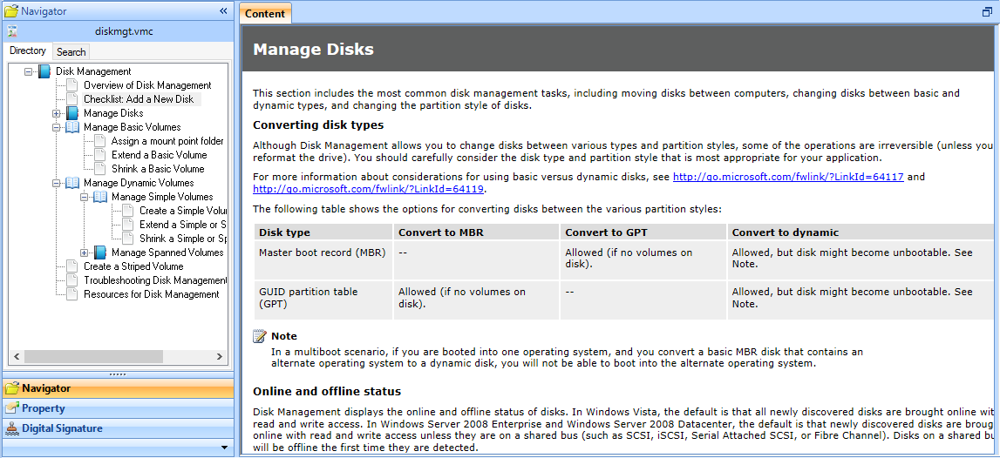 Navigator
diskmgt.vmc
Directory
Search
Disk Management
Overview of Disk Management
Checklist: Add a New Disk
Manage Disks
Manage Basic Volumes
Assign a mount point folder
Extend a Basic Volume
Shrink a Basic Volume
Manage Dynamic Volumes
Manage Simple Volumes
Create a Simple Volu
Extend a Simple or S
Shrink a Simple or Sp
Manage Spanned Volumes
Create a Striped Volume
Troubleshooting Disk Management
Resources for Disk Management
Navigator
Property
Digital Signature
Content
Manage Disks
This section includes the most common disk management tasks, including moving disks between computers, changing disks between basic and
dynamic types, and changing the partition style of disks.
Converting disk types
Although Disk Management allows you to change disks between various types and partition styles, some of the operations are irreversible (unless you
reformat the drive). You should carefully consider the disk type and partition style that is most appropriate for your application.
For more information about considerations for using basic versus dynamic disks, see http://go.microsoft.com/fwlink/?LinkId=64117 and
http://go.microsoft.com/fwlink/?LinkId=64119.
The following table shows the options for converting disks between the various partition styles:
Disk type Convert to MBR Convert to GPT Convert to dynamic
Master boot record (MBR) -- Allowed (if no volumes on Allowed, but disk might become unbootable. See
disk). Note.
GUID partition table Allowed (if no volumes on -- Allowed, but disk might become unbootable. See
(GPT) disk). Note.
Note
In a multiboot scenario, if you are booted into one operating system, and you convert a basic MBR disk that contains an
alternate operating system to a dynamic disk, you will not be able to boot into the alternate operating system.
Online and offline status
Disk Management displays the online and offline status of disks. In Windows Vista, the default is that all newly discovered disks are brought online wit
read and write access. In Windows Server 2008 Enterprise and Windows Server 2008 Datacenter, the default is that newly discovered disks are broug
online with read and write access unless they are on a shared bus (such as SCSI, iSCSI, Serial Attached SCSI, or Fibre Channel). Disks on a shared bu
will be offline the first time they are detected.